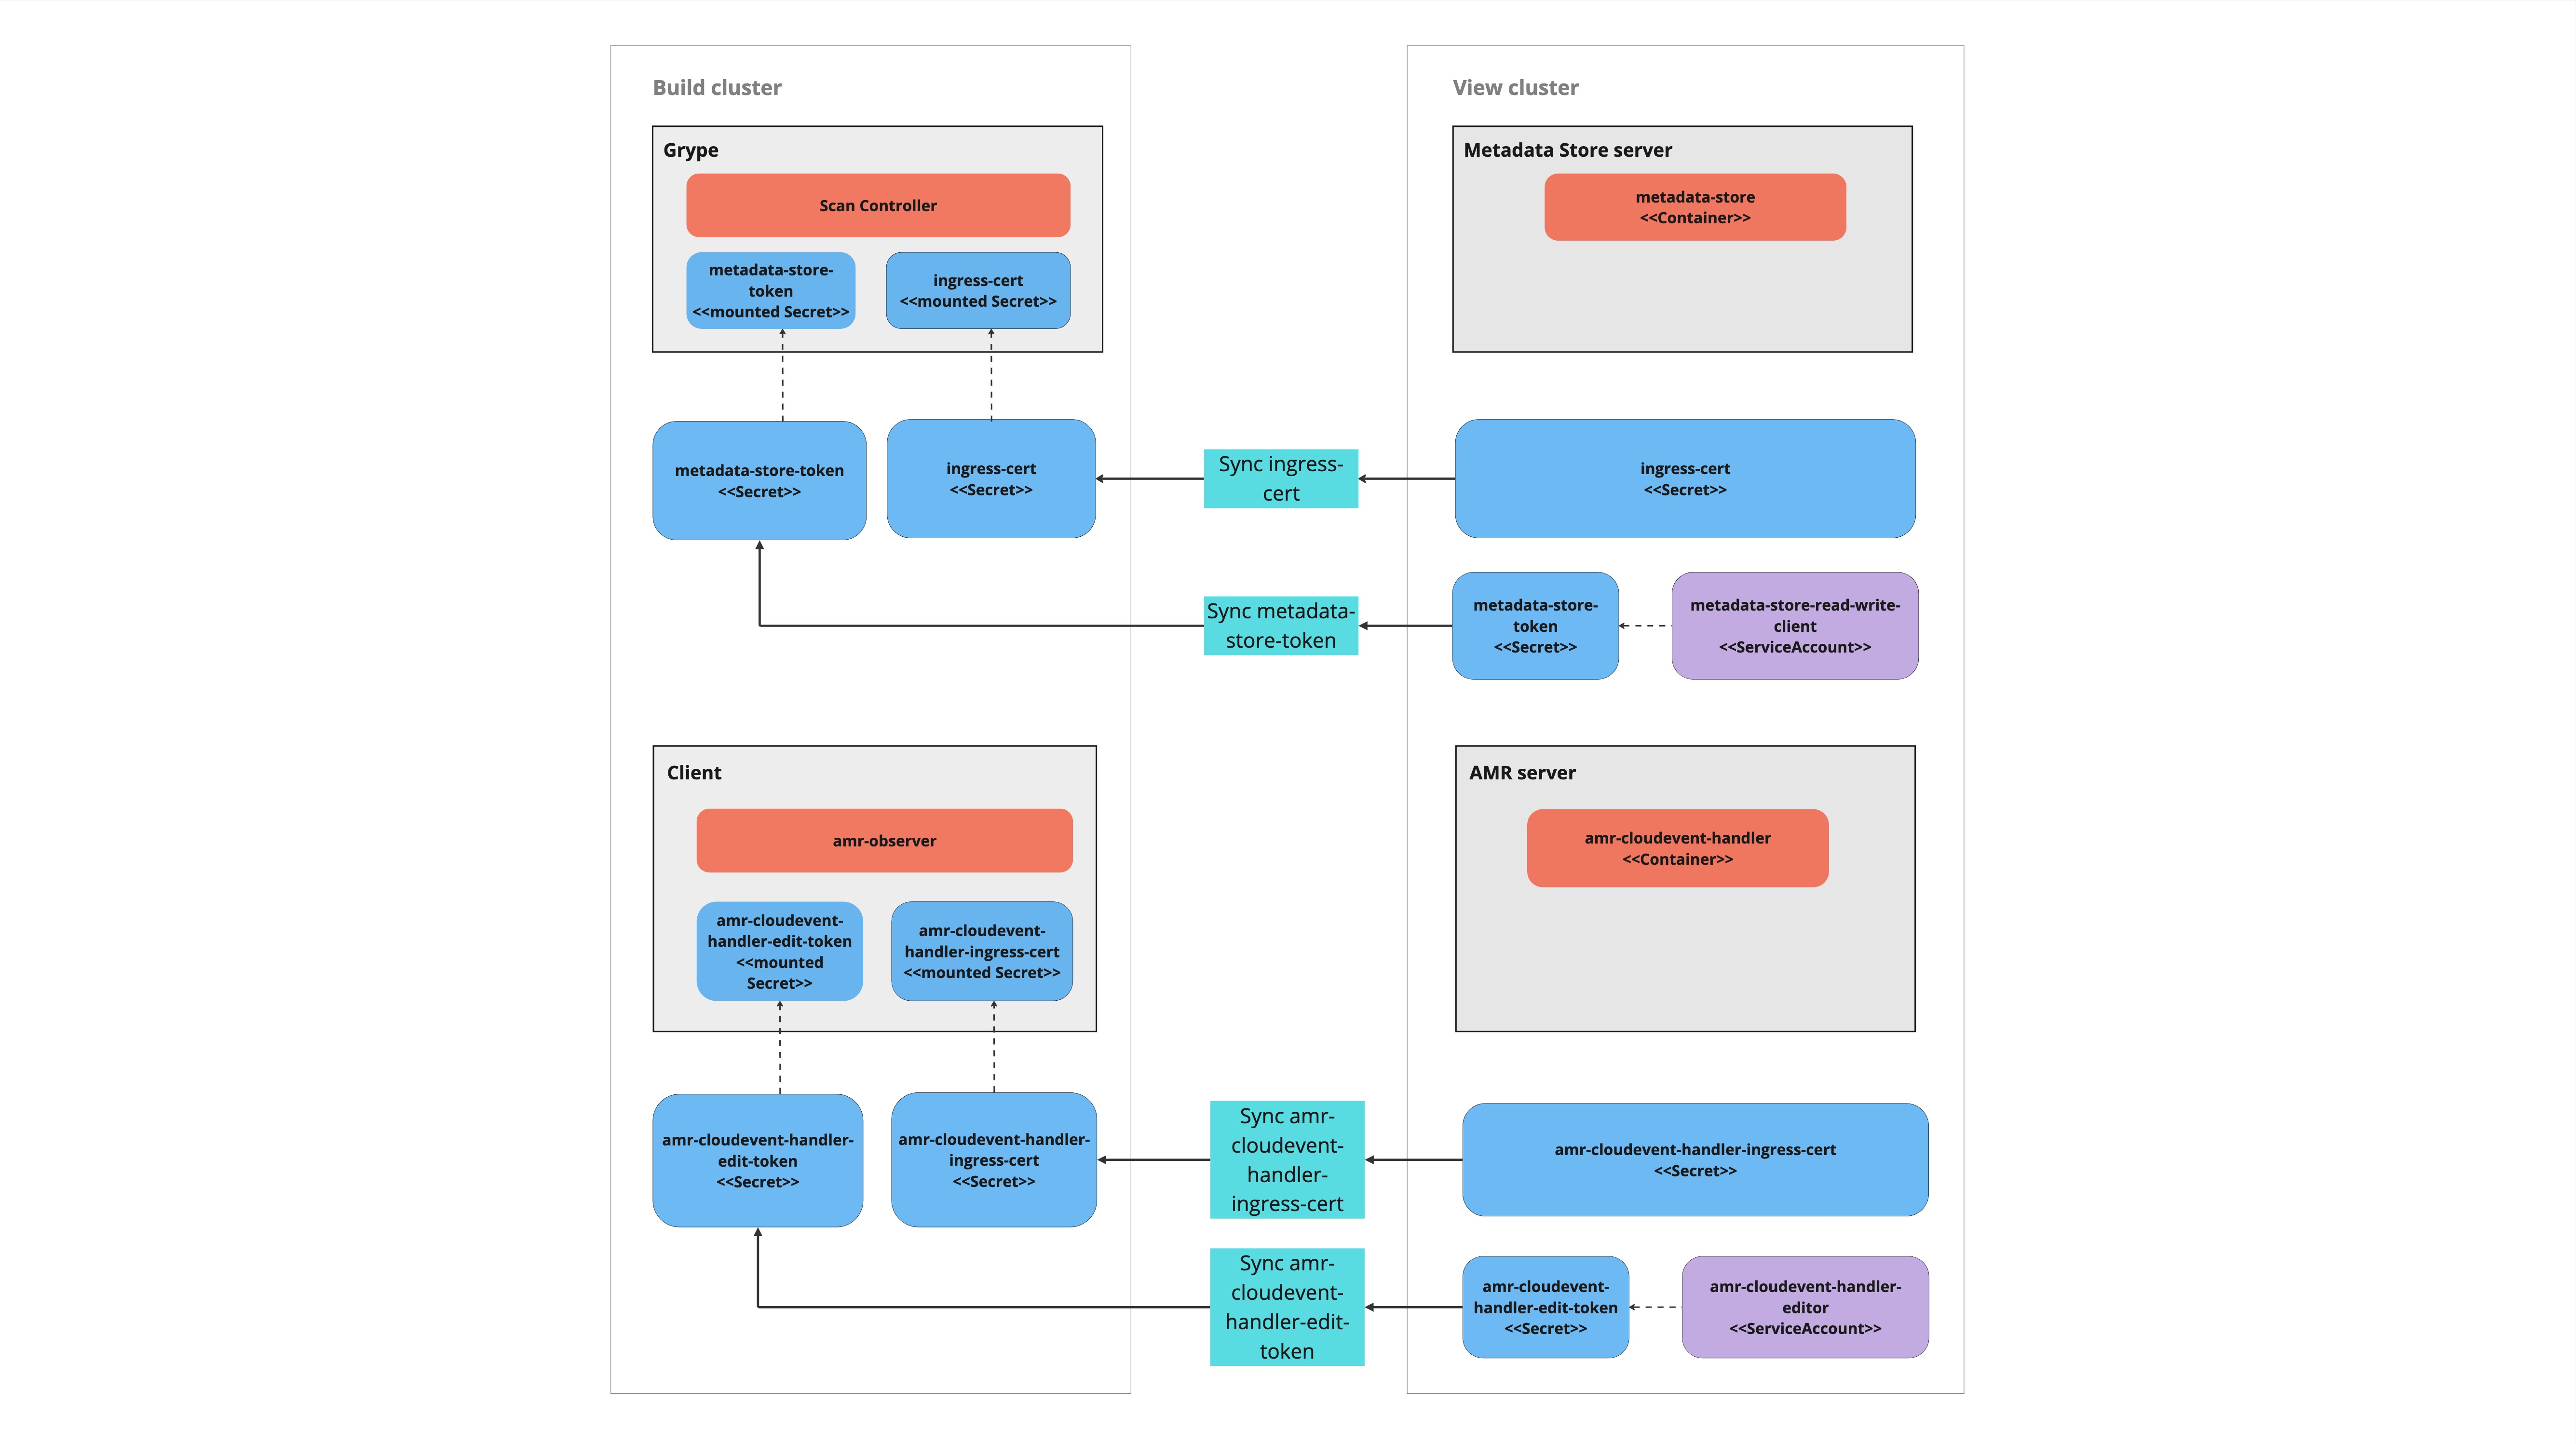 Build cluster
Grype
Scan Controller
metadata-store-
token
<<mounted Secret>>
ingress-cert
<<mounted Secret>>
metadata-store-token
<<Secret>>
ingress-cert
<<Secret>>
Sync ingress-
cert
Sync metadata-
store-token
View cluster
Metadata Store server
metadata-store
<<Container>>
ingress-cert
<<Secret>>
metadata-store-
token
<<Secret>>
metadata-store-read-write-
client
<<ServiceAccount>>
Client
amr-observer
amr-cloudevent-
handler-edit-token
<<mounted
Secret>>
amr-cloudevent-
handler-ingress-cert
<<mounted Secret>>
amr-cloudevent-handler-
edit-token
<<Secret>>
amr-cloudevent-handler-
ingress-cert
<<Secret>>
Sync amr-
cloudevent-
handler-
ingress-cert
Sync amr-
cloudevent-
handler-edit-
token
AMR server
amr-cloudevent-handler
<<Container>>
amr-cloudevent-handler-ingress-cert
<<Secret>>
amr-cloudevent-
handler-edit-token
<<Secret>>
amr-cloudevent-handler-
editor
<<ServiceAccount>>